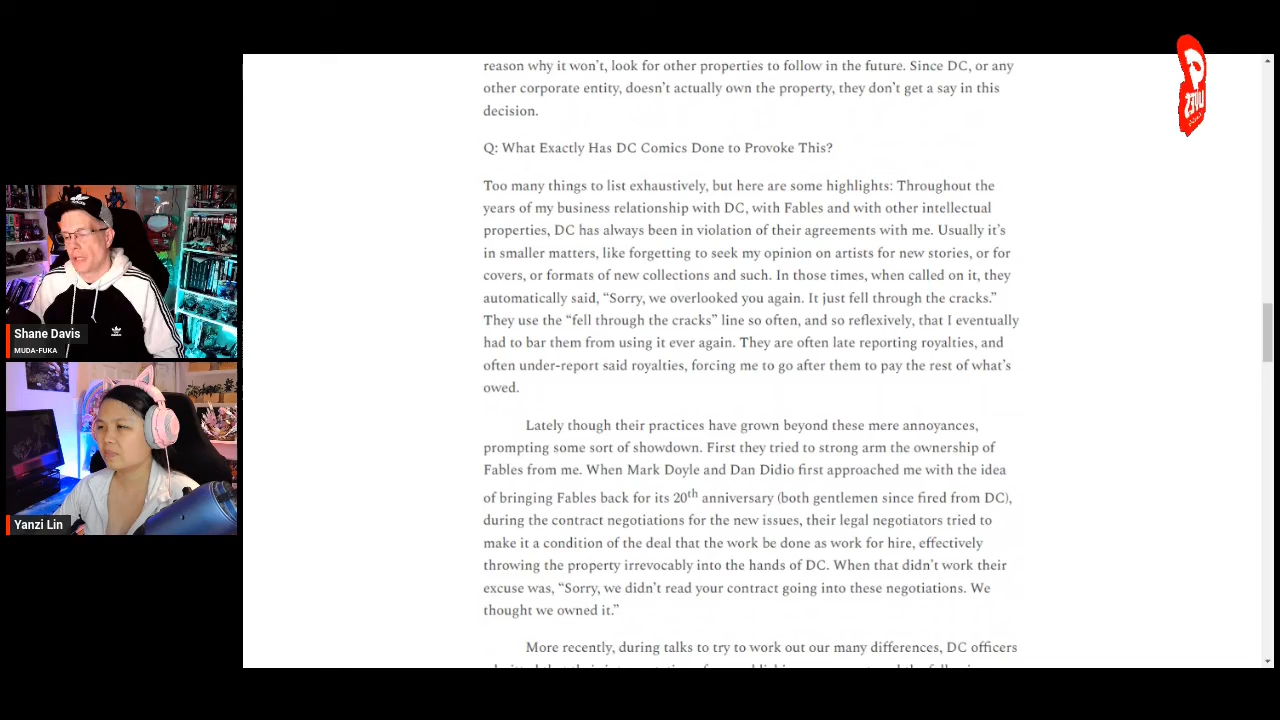 reason why it won't, look for other properties to follow in the future. Since DC, or any
other corporate entity, doesn't actually own the property, they don't get a say in this
decision.
Q: What Exactly Has DC Comics Done to Provoke This?
Too many things to list exhaustively, but here are some highlights: Throughout the
years of my business relationship with DC, with Fables and with other intellectual
properties, DC has always been in violation of their agreements with me. Usually it's
in smaller matters, like forgetting to seek my opinion on artists for new stories, or for
covers, or formats of new collections and such. In those times, when called on it, they
automatically said, “Sorry, we overlooked you again. It just fell through the cracks.”
They use the “fell through the cracks” line so often, and so reflexively, that I eventually
had to bar them from using it ever again. They are often late reporting royalties, and
often under-report said royalties, forcing me to go after them to pay the rest of what's
owed.
Lately though their practices have grown beyond these mere annoyances,
prompting some sort of showdown. First they tried to strong arm the ownership of
Fables from me. When Mark Doyle and Dan Didio first approached me with the idea
of bringing Fables back for its 20th anniversary (both gentlemen since fired from DC),
during the contract negotiations for the new issues, their legal negotiators tried to
make it a condition of the deal that the work be done as work for hire, effectively
throwing the property irrevocably into the hands of DC. When that didn't work their
excuse was, “Sorry, we didn't read your contract going into these negotiations. We
thought we owned it.”
More recently, during talks to try to work out our many differences, DC officers
Shane Davis
MUDA-FUKA
Yanzi Lin